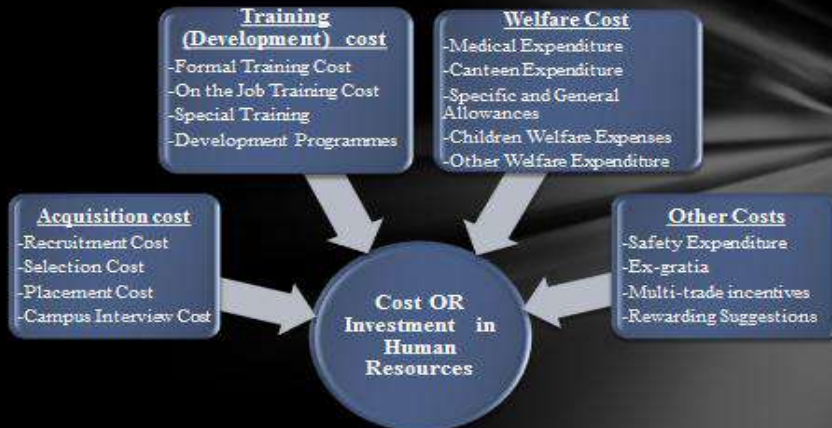 Training
(Development) cost
-Formal Training Cost
-On the Job Training Cost
-Special Training
-Development Programmes
Welfare Cost
-Medical Expenditure
-Canteen Expenditure
-Specific and General
Allowances
-Children Welfare Expenses
-Other Welfare Expenditure
Acquisition cost
-Recruitment Cost
-Selection Cost
-Placement Cost
-Campus Interview Cost
Other Costs
-Safety Expenditure
-Ex-gratia
-Multi-trade incentives
-Rewarding Suggestions
Cost OR
Investment in
Human
Resources